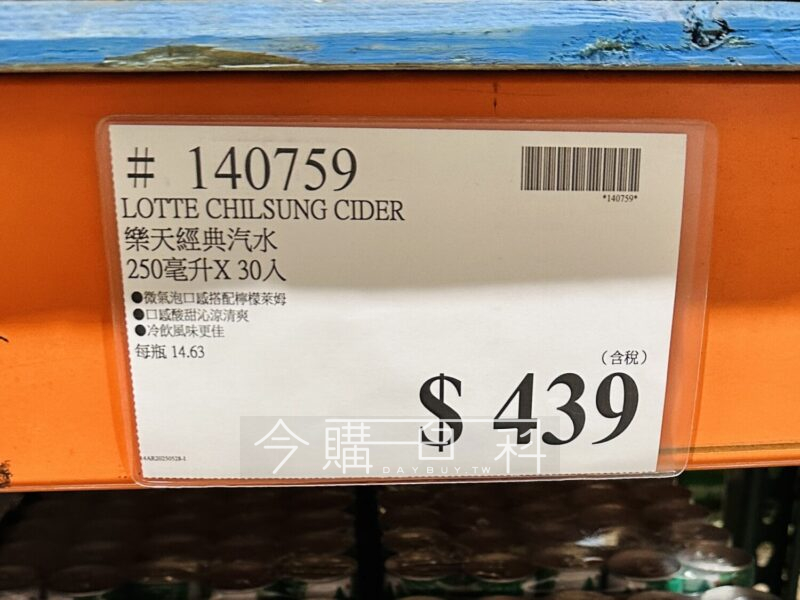 # 140759
*140759*
LOTTE CHILSUNG CIDER
樂天經典汽水
250毫升X 30入
●微氣泡口感搭配檸檬萊姆
●口感酸甜沁涼清爽
●冷飲風味更佳
每瓶 14.63
(含稅)
$ 439
今購百科
DAYBUY.TW